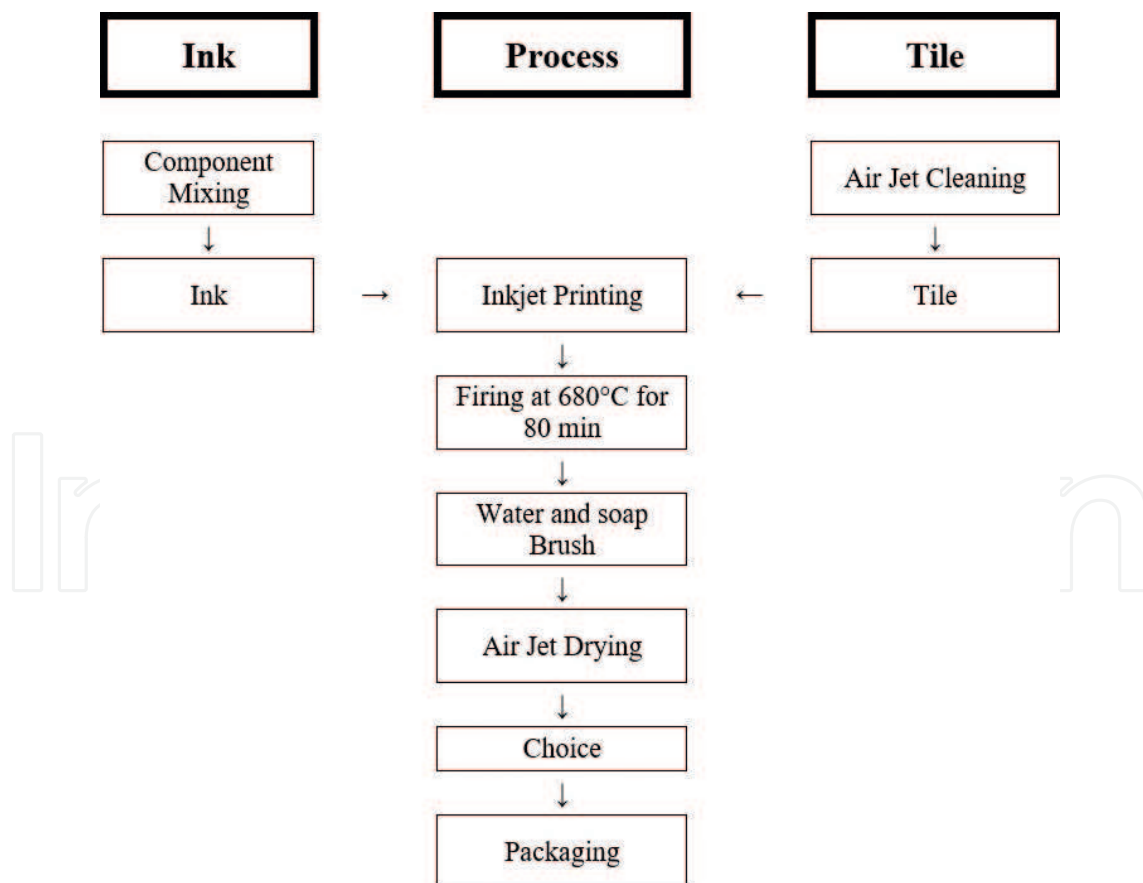 Ink
Process
Tile
Component
Mixing
Air Jet Cleaning
↓
↓
Ink
→
Inkjet Printing
←
Tile
↓
Firing at 680°C for
80 min
↓
Water and soap
Brush
↓
Air Jet Drying
↓
Choice
↓
Packaging